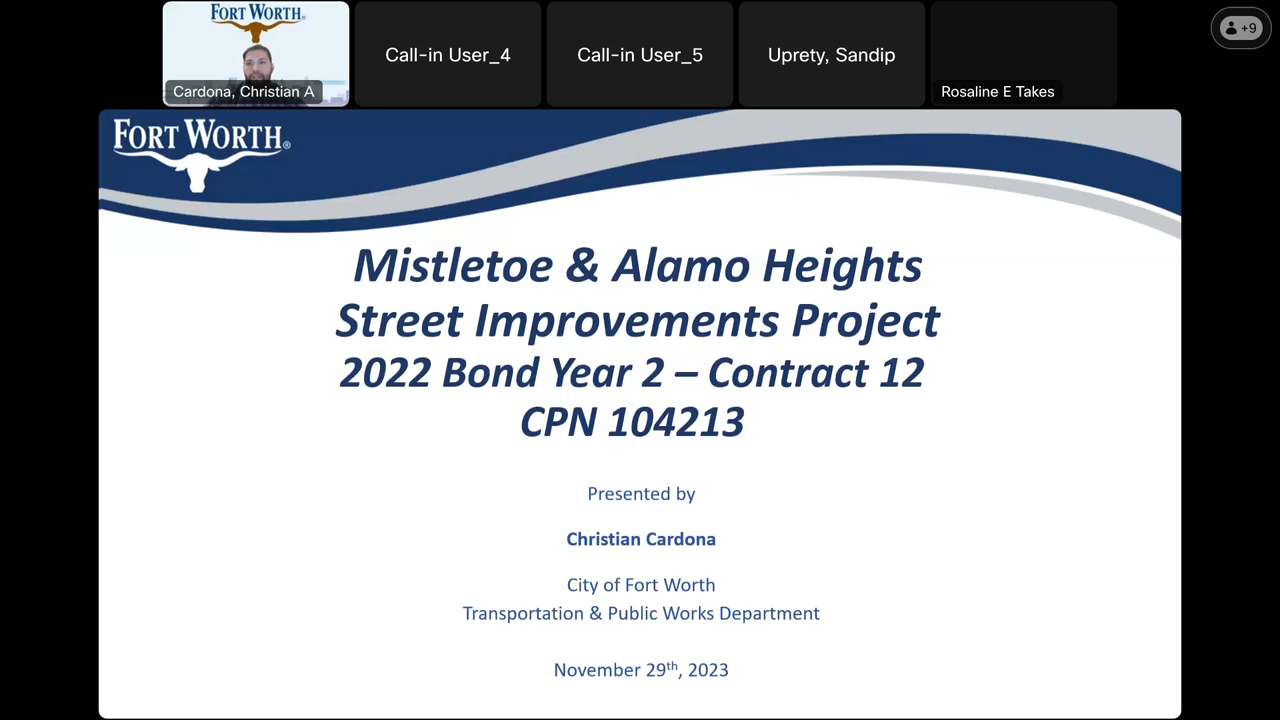 FORT WORTH®
Cardona, Christian A
Call-in User_4
Call-in User_5
Uprety, Sandip
Rosaline E Takes
+9
FORT WORTH®
Mistletoe & Alamo Heights
Street Improvements Project
2022 Bond Year 2 – Contract 12
CPN 104213
Presented by
Christian Cardona
City of Fort Worth
Transportation & Public Works Department
November 29th, 2023